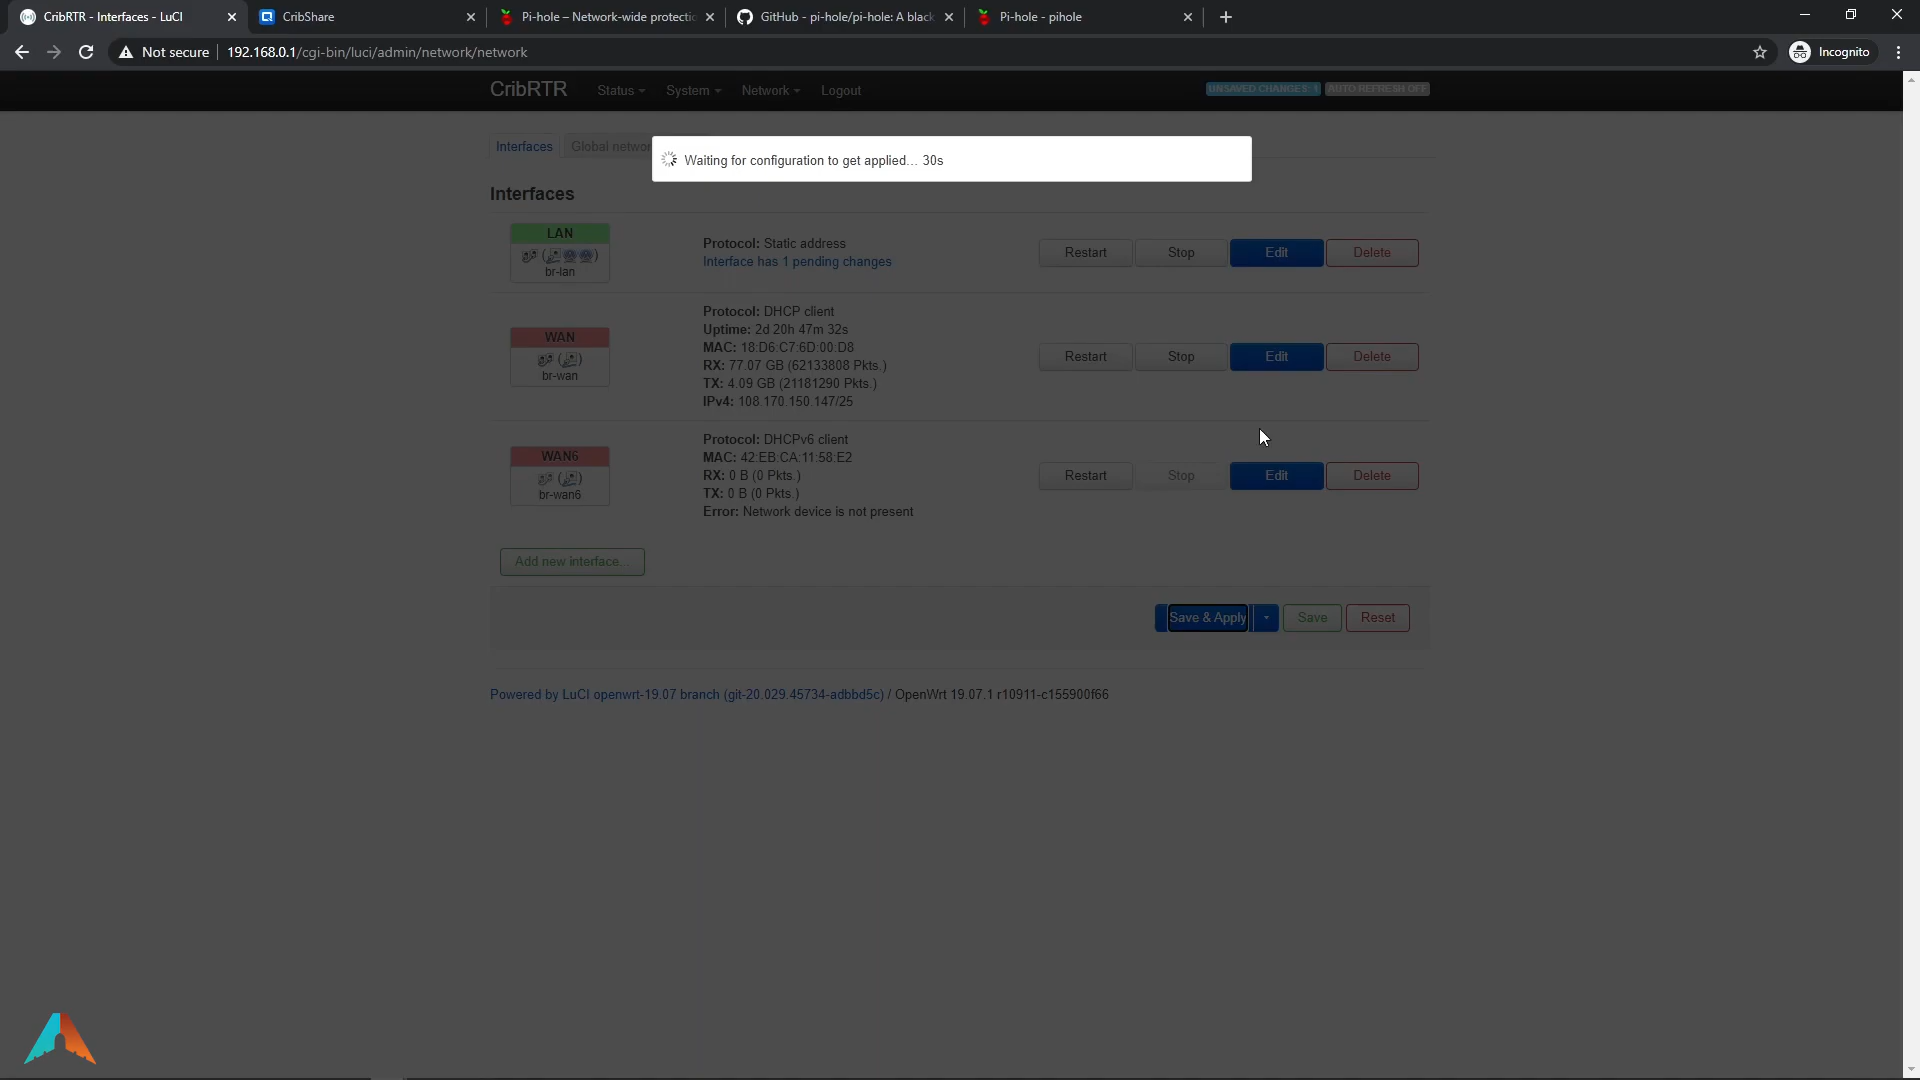 CribRTR - Interfaces - LuCI
CribShare
Pi-hole – Network-wide protectic
GitHub - pi-hole/pi-hole: A black
Pi-hole - pihole
Not secure
192.168.0.1/cgi-bin/luci/admin/network/network
Incognito
CribRTR
Status
System
Network
Logout
UNSAVED CHANGES: 1
AUTO REFRESH OFF
Interfaces
Global networ
Waiting for configuration to get applied… 30s
Interfaces
LAN
br-lan
Protocol: Static address
Interface has 1 pending changes
Restart
Stop
Edit
Delete
WAN
br-wan
Protocol: DHCP client
Uptime: 2d 20h 47m 32s
MAC: 18:D6:C7:6D:00:D8
RX: 77.07 GB (62133808 Pkts.)
TX: 4.09 GB (21181290 Pkts.)
IPv4: 108.170.150.147/25
Restart
Stop
Edit
Delete
WAN6
br-wan6
Protocol: DHCPv6 client
MAC: 42:EB:CA:11:58:E2
RX: 0 B (0 Pkts.)
TX: 0 B (0 Pkts.)
Error: Network device is not present
Restart
Stop
Edit
Delete
Add new interface...
Save & Apply
Save
Reset
Powered by LuCI openwrt-19.07 branch (git-20.029.45734-adbbd5c) / OpenWrt 19.07.1 r10911-c155900f66